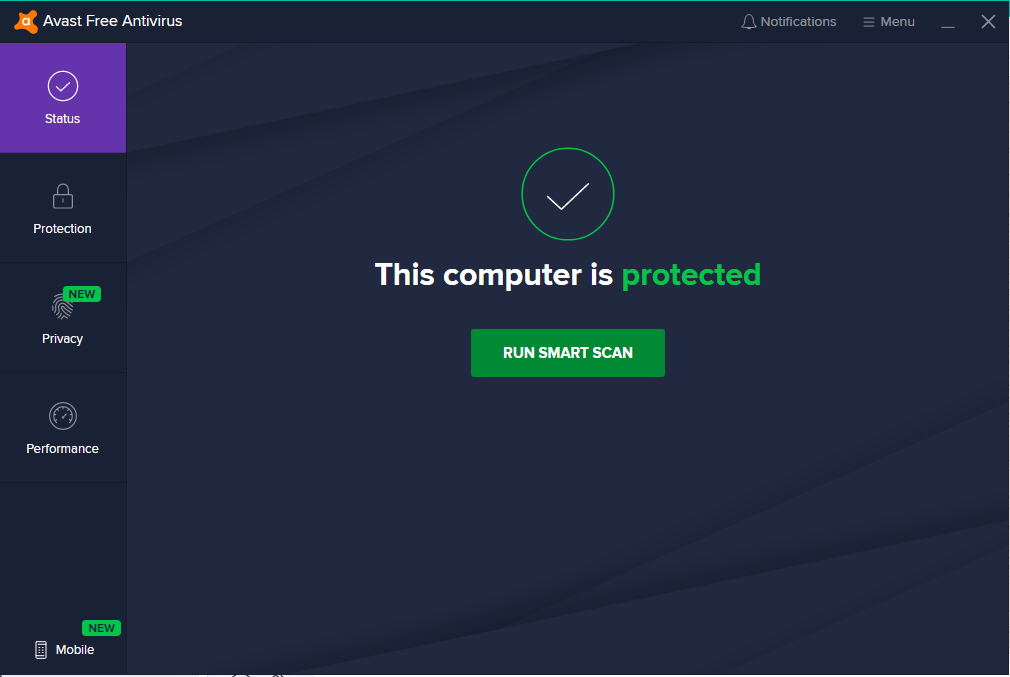 Avast Free Antivirus
Notifications
Menu
Status
Protection
NEW
Privacy
Performance
This computer is protected
RUN SMART SCAN
NEW
Mobile